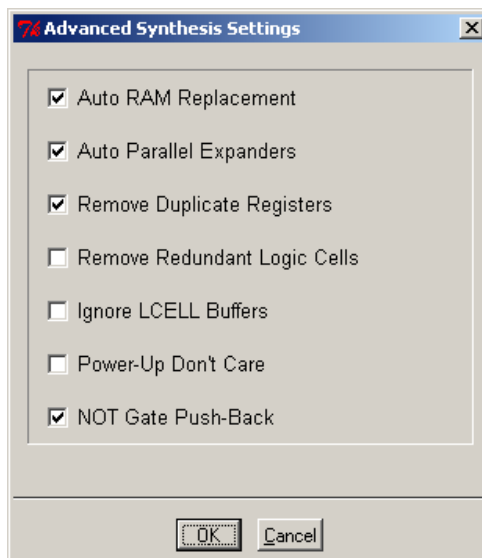 Advanced Synthesis Settings
Auto RAM Replacement
Auto Parallel Expanders
Remove Duplicate Registers
Remove Redundant Logic Cells
Ignore LCELL Buffers
Power-Up Don't Care
NOT Gate Push-Back
OK Cancel